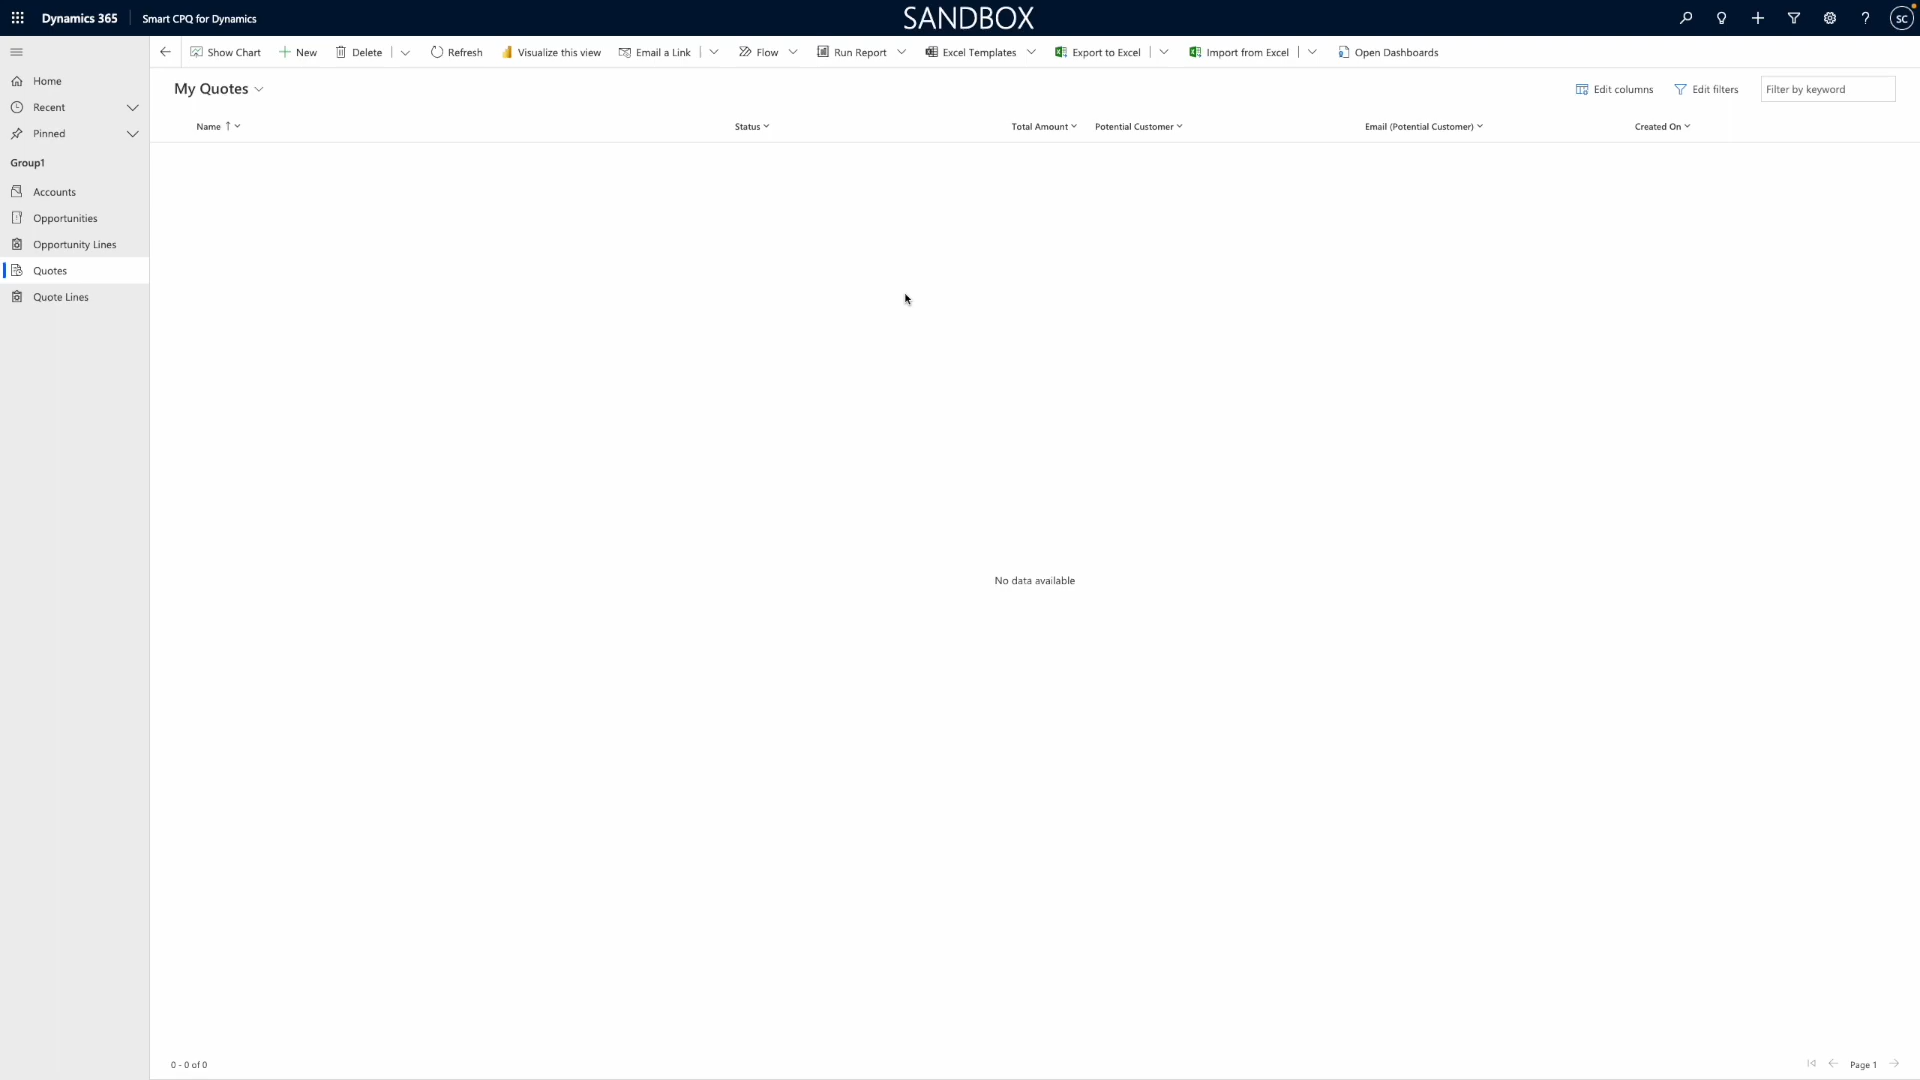 Dynamics 365 Smart CPQ for Dynamics SANDBOX SC
Show Chart New Delete Refresh Visualize this view Email a Link Flow Run Report Excel Templates Export to Excel Import from Excel Open Dashboards
Home
Recent
Pinned
Group1
Accounts
Opportunities
Opportunity Lines
Quotes
Quote Lines
My Quotes Edit columns Edit filters Filter by keyword
Name Status Total Amount Potential Customer Email (Potential Customer) Created On
No data available
0 - 0 of 0 Page 1